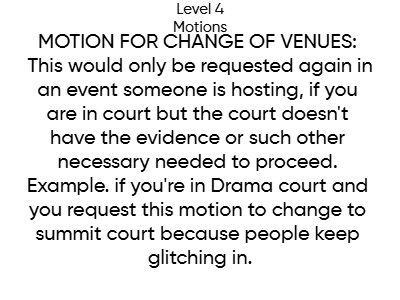 Level 4
Motions
MOTION FOR CHANGE OF VENUES:
This would only be requested again in
an event someone is hosting, if you
are in court but the court doesn't
have the evidence or such other
necessary needed to proceed.
Example. if you're in Drama court and
you request this motion to change to
summit court because people keep
glitching in.